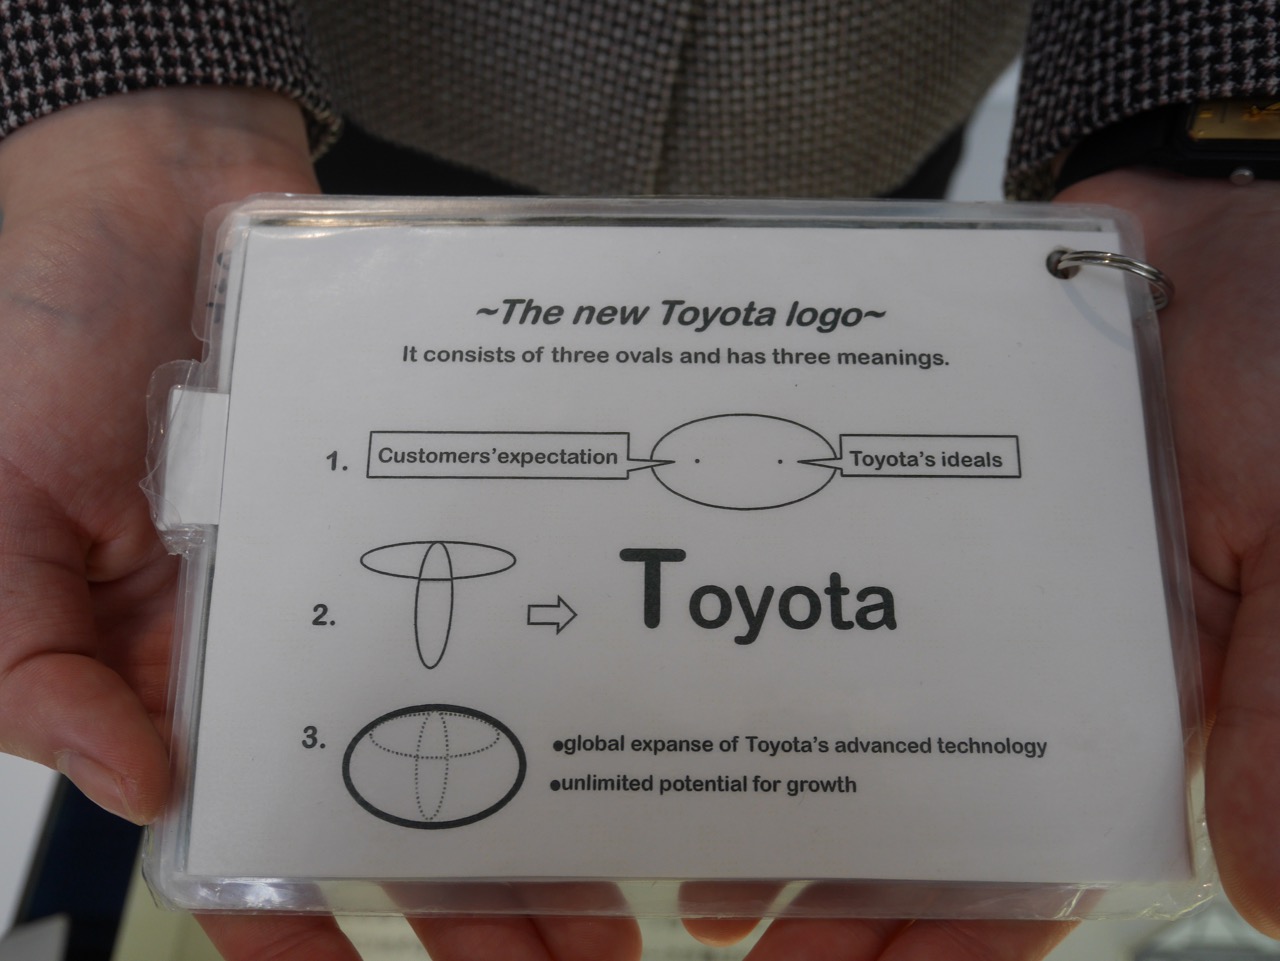 ~The new Toyota logo~
It consists of three ovals and has three meanings.
1. Customers'expectation Toyota's ideals
2. Toyota
3. ●global expanse of Toyota's advanced technology
●unlimited potential for growth